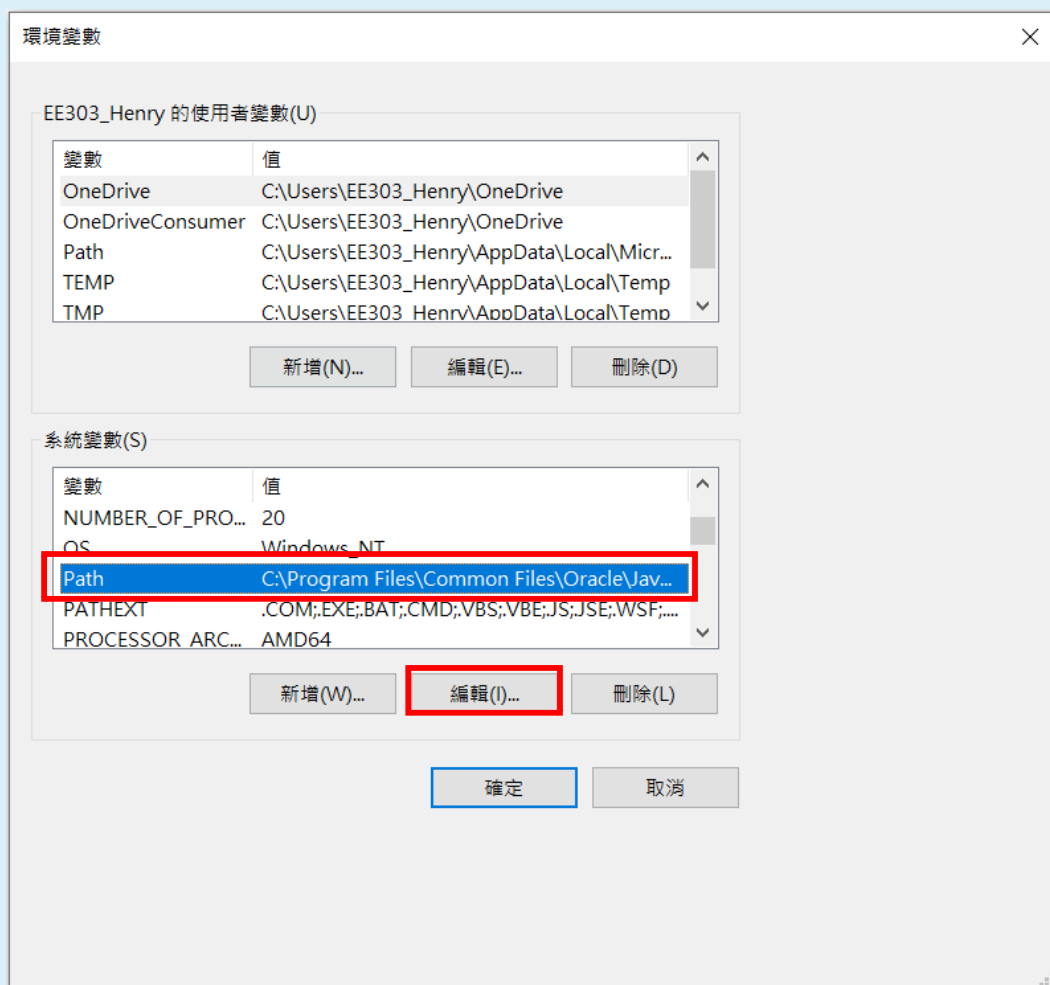 環境變數
EE303_Henry 的使用者變數(U)
變數 值
OneDrive C:\Users\EE303_Henry\OneDrive
OneDriveConsumer C:\Users\EE303_Henry\OneDrive
Path C:\Users\EE303_Henry\AppData\Local\Micr...
TEMP C:\Users\EE303_Henry\AppData\Local\Temp
TMP C:\Users\EE303_Henry\AppData\Local\Temp
新增(N)... 編輯(E)... 刪除(D)
系統變數(S)
變數 值
NUMBER_OF_PRO... 20
OS Windows_NT
Path C:\Program Files\Common Files\Oracle\Jav...
PATHEXT .COM;.EXE;.BAT;.CMD;.VBS;.VBE;.JS;.JSE;.WSF;....
PROCESSOR_ARC... AMD64
新增(W)... 編輯(I)... 刪除(L)
確定 取消